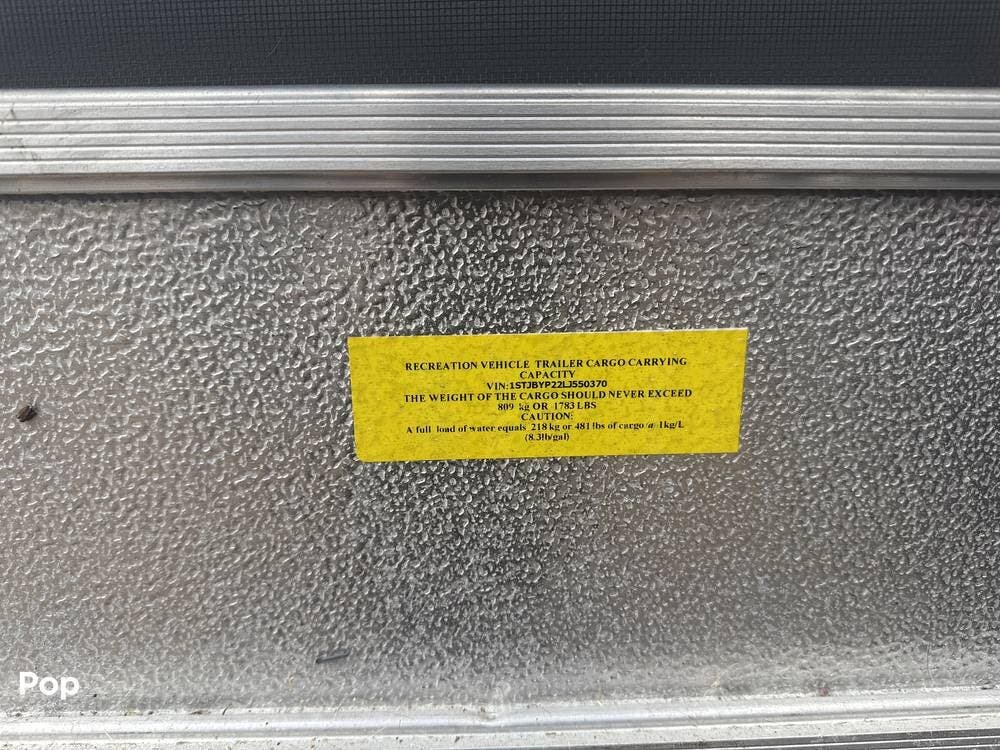 RECREATION VEHICLE TRAILER CARGO CARRYING
CAPACITY
VIN:1STJBYP22LJ550370
THE WEIGHT OF THE CARGO SHOULD NEVER EXCEED
809 kg OR 1783 LBS
CAUTION:
A full load of water equals 218 kg or 481 lbs of cargo @ 1kg/L
(8.3lb/gal)
Pop